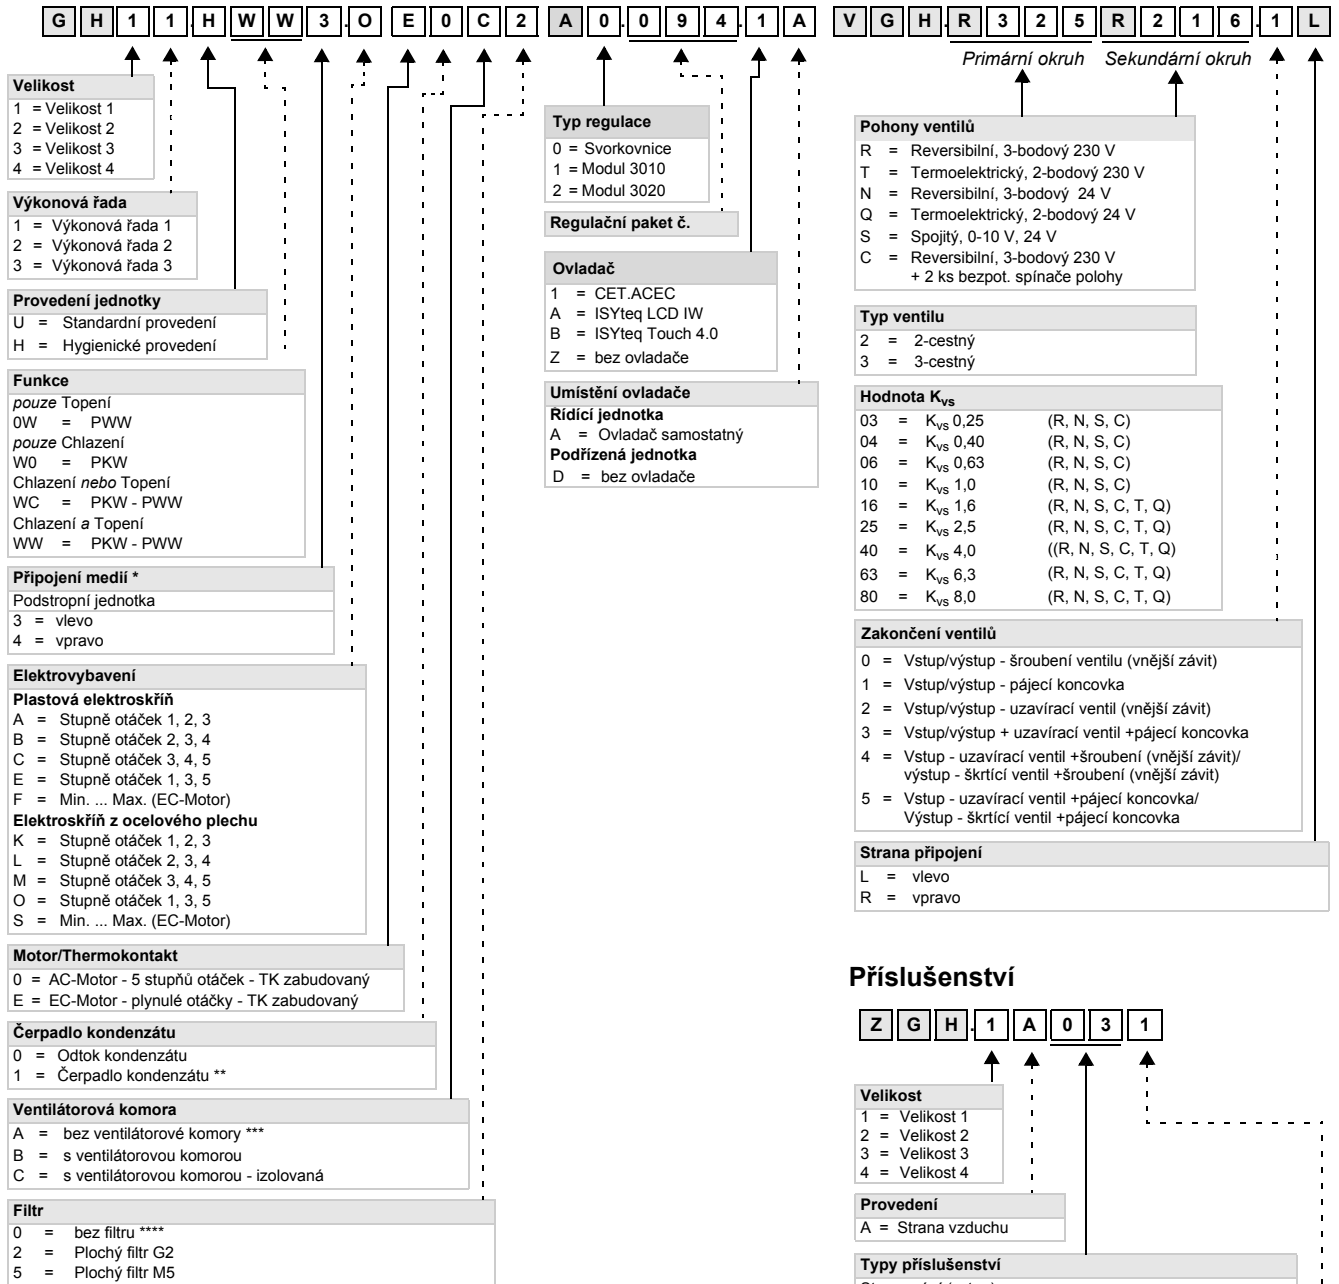 G H 1 1 . H W W 3 . O E 0 C 2 A 0 . 0 9 4 . 1 A
Velikost
1 = Velikost 1
2 = Velikost 2
3 = Velikost 3
4 = Velikost 4
Výkonová řada
1 = Výkonová řada 1
2 = Výkonová řada 2
3 = Výkonová řada 3
Provedení jednotky
U = Standardní provedení
H = Hygienické provedení
Funkce
pouze Topení
0W = PWW
pouze Chlazení
W0 = PKW
Chlazení nebo Topení
WC = PKW - PWW
Chlazení a Topení
WW = PKW - PWW
Připojení medií *
Podstropní jednotka
3 = vlevo
4 = vpravo
Elektrovybavení
Plastová elektroskříň
A = Stupně otáček 1, 2, 3
B = Stupně otáček 2, 3, 4
C = Stupně otáček 3, 4, 5
E = Stupně otáček 1, 3, 5
F = Min. ... Max. (EC-Motor)
Elektroskříň z ocelového plechu
K = Stupně otáček 1, 2, 3
L = Stupně otáček 2, 3, 4
M = Stupně otáček 3, 4, 5
O = Stupně otáček 1, 3, 5
S = Min. ... Max. (EC-Motor)
Motor/Thermokontakt
0 = AC-Motor - 5 stupňů otáček - TK zabudovaný
E = EC-Motor - plynulé otáčky - TK zabudovaný
Čerpadlo kondenzátu
0 = Odtok kondenzátu
1 = Čerpadlo kondenzátu **
Ventilátorová komora
A = bez ventilátorové komory ***
B = s ventilátorovou komorou
C = s ventilátorovou komorou - izolovaná
Filtr
0 = bez filtru ****
2 = Plochý filtr G2
5 = Plochý filtr M5
Typ regulace
0 = Svorkovnice
1 = Modul 3010
2 = Modul 3020
Regulační paket č.
Ovladač
1 = CET.ACEC
A = ISYteq LCD IW
B = ISYteq Touch 4.0
Z = bez ovladače
Umístění ovladače
Řídící jednotka
A = Ovladač samostatný
Podřízená jednotka
D = bez ovladače
V G H . R 3 2 5 R 2 1 6 . 1 L
Primární okruh Sekundární okruh
Pohony ventilů
R = Reversibilní, 3-bodový 230 V
T = Termoelektrický, 2-bodový 230 V
N = Reversibilní, 3-bodový 24 V
Q = Termoelektrický, 2-bodový 24 V
S = Spojitý, 0-10 V, 24 V
C = Reversibilní, 3-bodový 230 V
+ 2 ks bezpot. spínače polohy
Typ ventilu
2 = 2-cestný
3 = 3-cestný
Hodnota Kvs
03 = Kvs 0,25 (R, N, S, C)
04 = Kvs 0,40 (R, N, S, C)
06 = Kvs 0,63 (R, N, S, C)
10 = Kvs 1,0 (R, N, S, C)
16 = Kvs 1,6 (R, N, S, C, T, Q)
25 = Kvs 2,5 (R, N, S, C, T, Q)
40 = Kvs 4,0 ((R, N, S, C, T, Q)
63 = Kvs 6,3 (R, N, S, C, T, Q)
80 = Kvs 8,0 (R, N, S, C, T, Q)
Zakončení ventilů
0 = Vstup/výstup - šroubení ventilu (vnější závit)
1 = Vstup/výstup - pájecí koncovka
2 = Vstup/výstup - uzavírací ventil (vnější závit)
3 = Vstup/výstup + uzavírací ventil +pájecí koncovka
4 = Vstup - uzavírací ventil +šroubení (vnější závit)/
výstup - škrtící ventil +šroubení (vnější závit)
5 = Vstup - uzavírací ventil +pájecí koncovka/
Výstup - škrtící ventil +pájecí koncovka
Strana připojení
L = vlevo
R = vpravo
Příslušenství
Z G H . 1 A 0 3 1
Velikost
1 = Velikost 1
2 = Velikost 2
3 = Velikost 3
4 = Velikost 4
Provedení
A = Strana vzduchu
Typy příslušenství